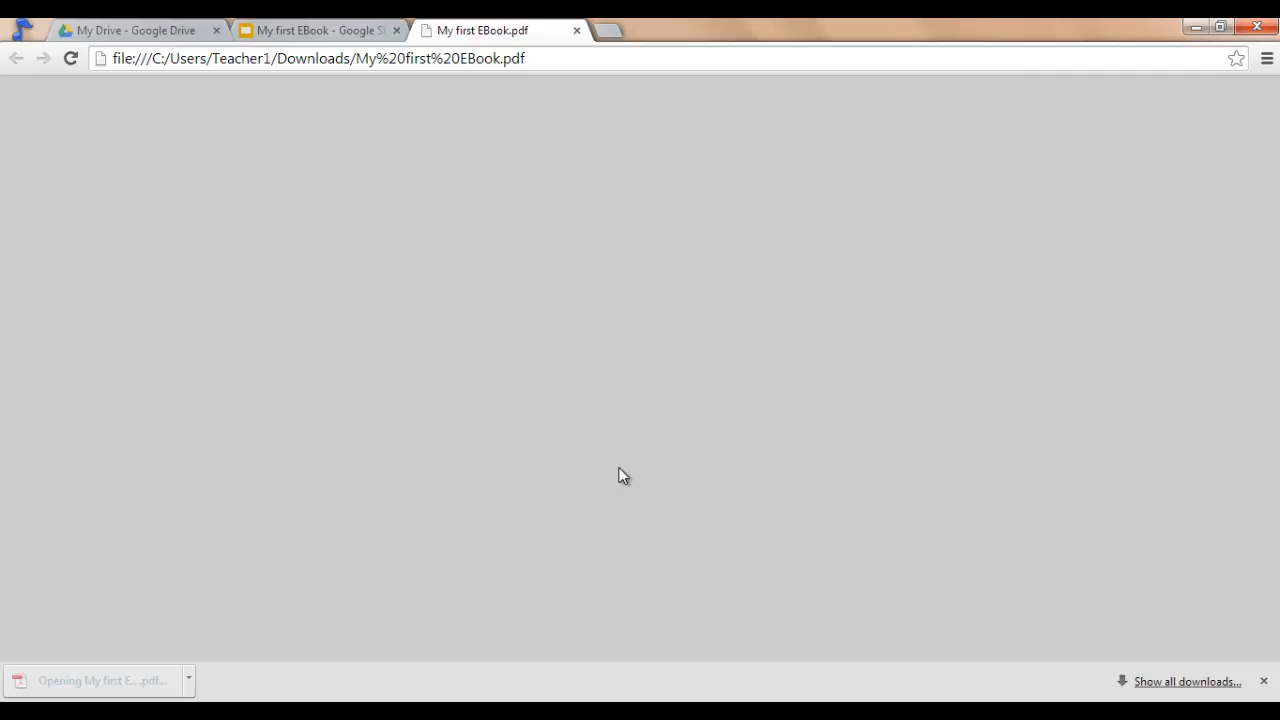 My Drive - Google Drive
My first EBook - Google Sl
My first EBook.pdf
file:///C:/Users/Teacher1/Downloads/My%20first%20EBook.pdf
Opening My first E....pdf...
Show all downloads...